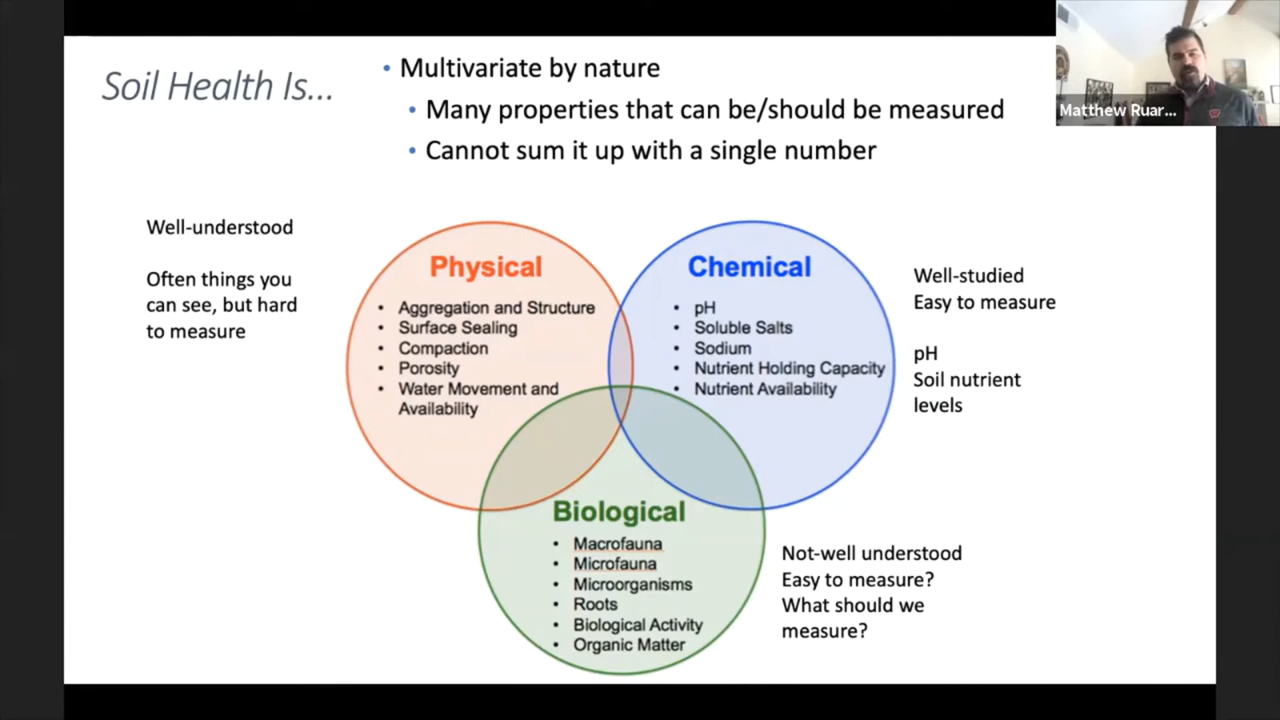 Soil Health Is...
• Multivariate by nature
• Many properties that can be/should be measured
• Cannot sum it up with a single number
Matthew Ruar...
Well-understood
Often things you
can see, but hard
to measure
Physical
• Aggregation and Structure
• Surface Sealing
• Compaction
• Porosity
• Water Movement and
Availability
Chemical
• pH
• Soluble Salts
• Sodium
• Nutrient Holding Capacity
• Nutrient Availability
Well-studied
Easy to measure
pH
Soil nutrient
levels
Biological
• Macrofauna
• Microfauna
• Microorganisms
• Roots
• Biological Activity
• Organic Matter
Not-well understood
Easy to measure?
What should we
measure?